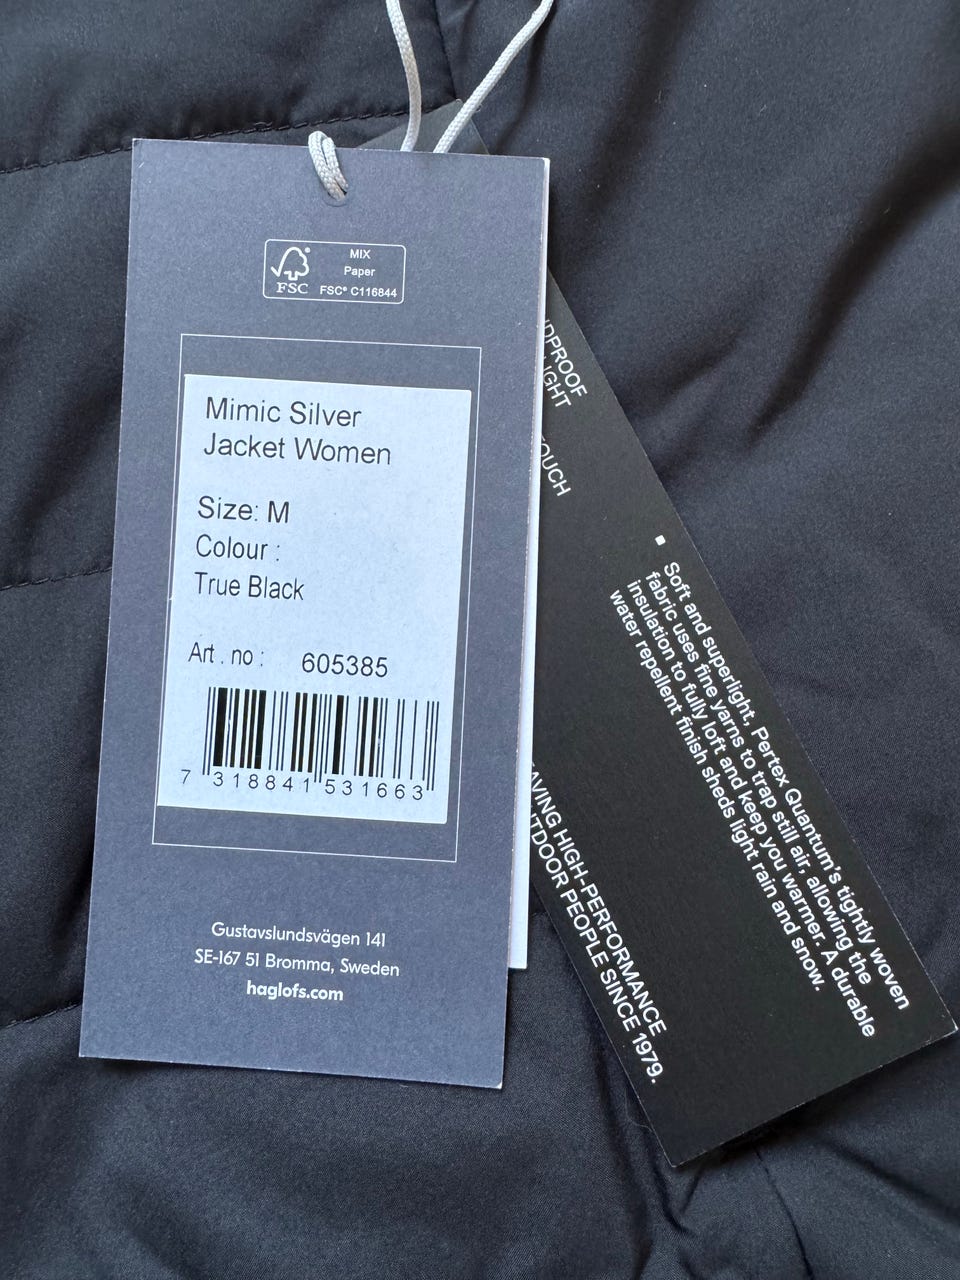 FSC
MIX
Paper
FSC® C116844
Mimic Silver
Jacket Women
Size: M
Colour :
True Black
Art . no : 605385
7 318841 531663
Gustavslundsvägen 141
SE-167 51 Bromma, Sweden
haglofs.com
▪ Soft and superlight, Pertex Quantum's tightly woven
fabric uses fine yarns to trap still air, allowing the
insulation to fully loft and keep you warmer. A durable
water repellent finish sheds light rain and snow.
HIGH-PERFORMANCE
PEOPLE SINCE 1979.